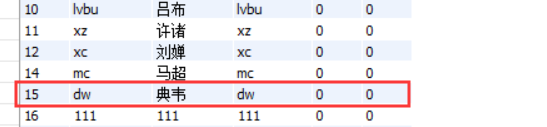 10 lvbu 吕布 lvbu 0 0
11 xz 许诸 xz 0 0
12 xc 刘婵 xc 0 0
14 mc 马超 mc 0 0
15 dw 典韦 dw 0 0
16 111 111 111 0 0